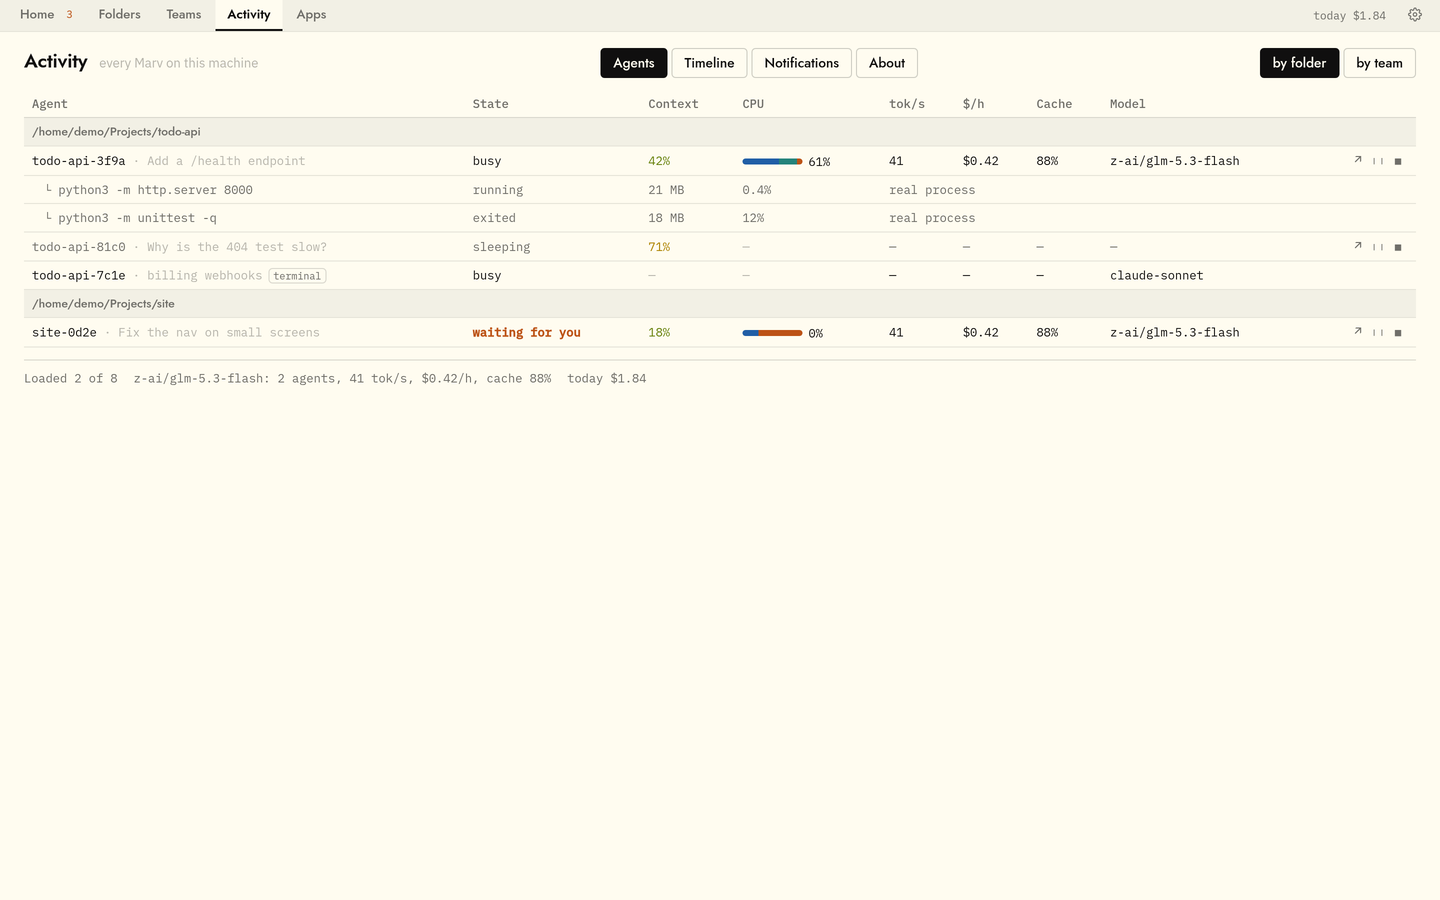 Home 3 Folders Teams Activity Apps today $1.84
Activity every Marv on this machine Agents Timeline Notifications About by folder by team
Agent State Context CPU tok/s $/h Cache Model
/home/demo/Projects/todo-api
todo-api-3f9a · Add a /health endpoint busy 42% 61% 41 $0.42 88% z-ai/glm-5.3-flash
└ python3 -m http.server 8000 running 21 MB 0.4% real process
└ python3 -m unittest -q exited 18 MB 12% real process
todo-api-81c0 · Why is the 404 test slow? sleeping 71% — — — — —
todo-api-7c1e · billing webhooks terminal busy — — — — — claude-sonnet
/home/demo/Projects/site
site-0d2e · Fix the nav on small screens waiting for you 18% 0% 41 $0.42 88% z-ai/glm-5.3-flash
Loaded 2 of 8 z-ai/glm-5.3-flash: 2 agents, 41 tok/s, $0.42/h, cache 88% today $1.84